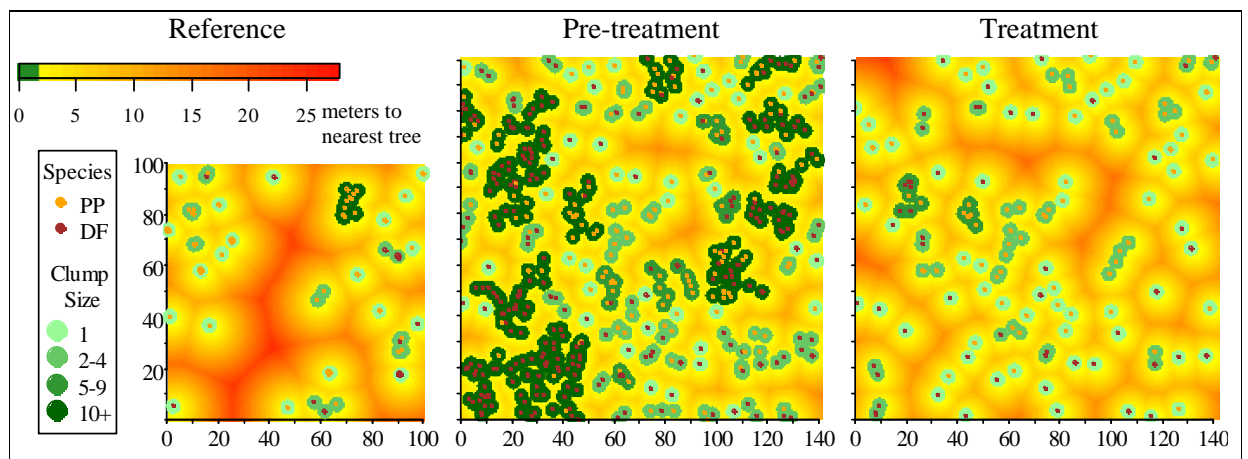 Reference
Pre-treatment
Treatment
0 5 10 15 20 25
meters to
nearest tree
Species
PP
DF
Clump
Size
1
2-4
5-9
10+
100
80
60
40
20
0 20 40 60 80 100
0 20 40 60 80 100 120 140
0 20 40 60 80 100 120 140